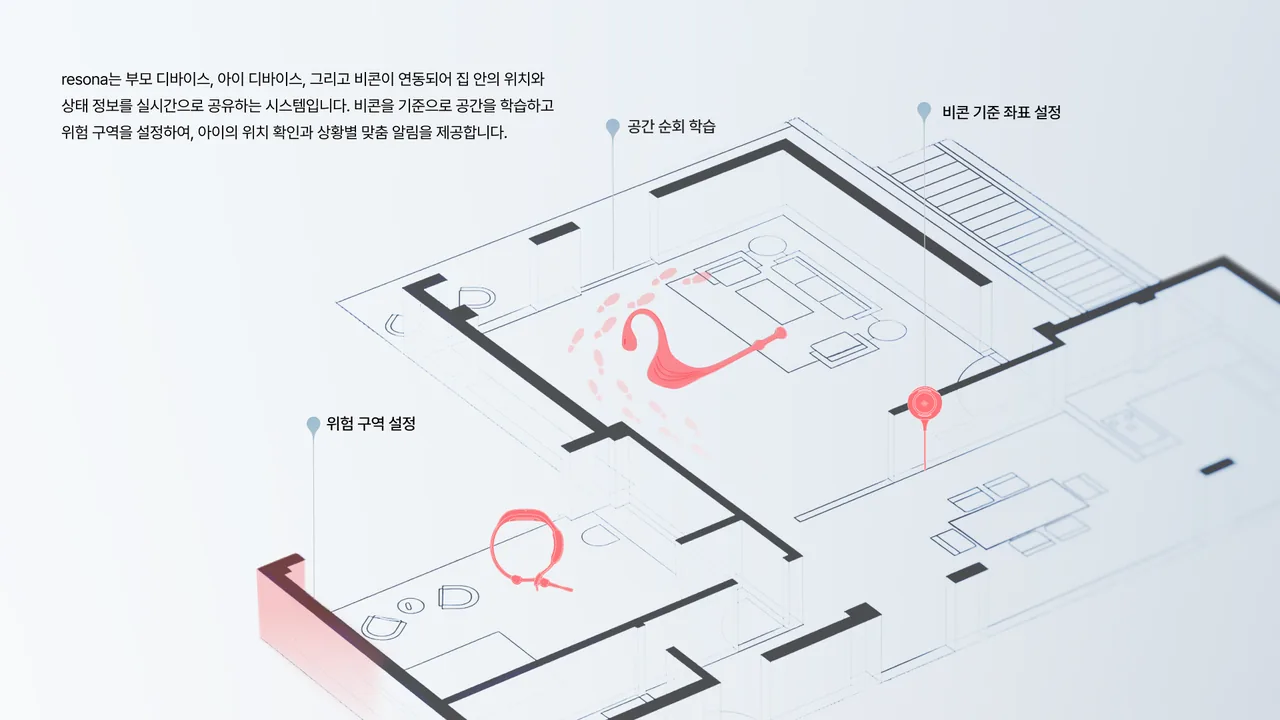 resona는 부모 디바이스, 아이 디바이스, 그리고 비콘이 연동되어 집 안의 위치와
상태 정보를 실시간으로 공유하는 시스템입니다. 비콘을 기준으로 공간을 학습하고
위험 구역을 설정하여, 아이의 위치 확인과 상황별 맞춤 알림을 제공합니다.
공간 순회 학습
비콘 기준 좌표 설정
위험 구역 설정